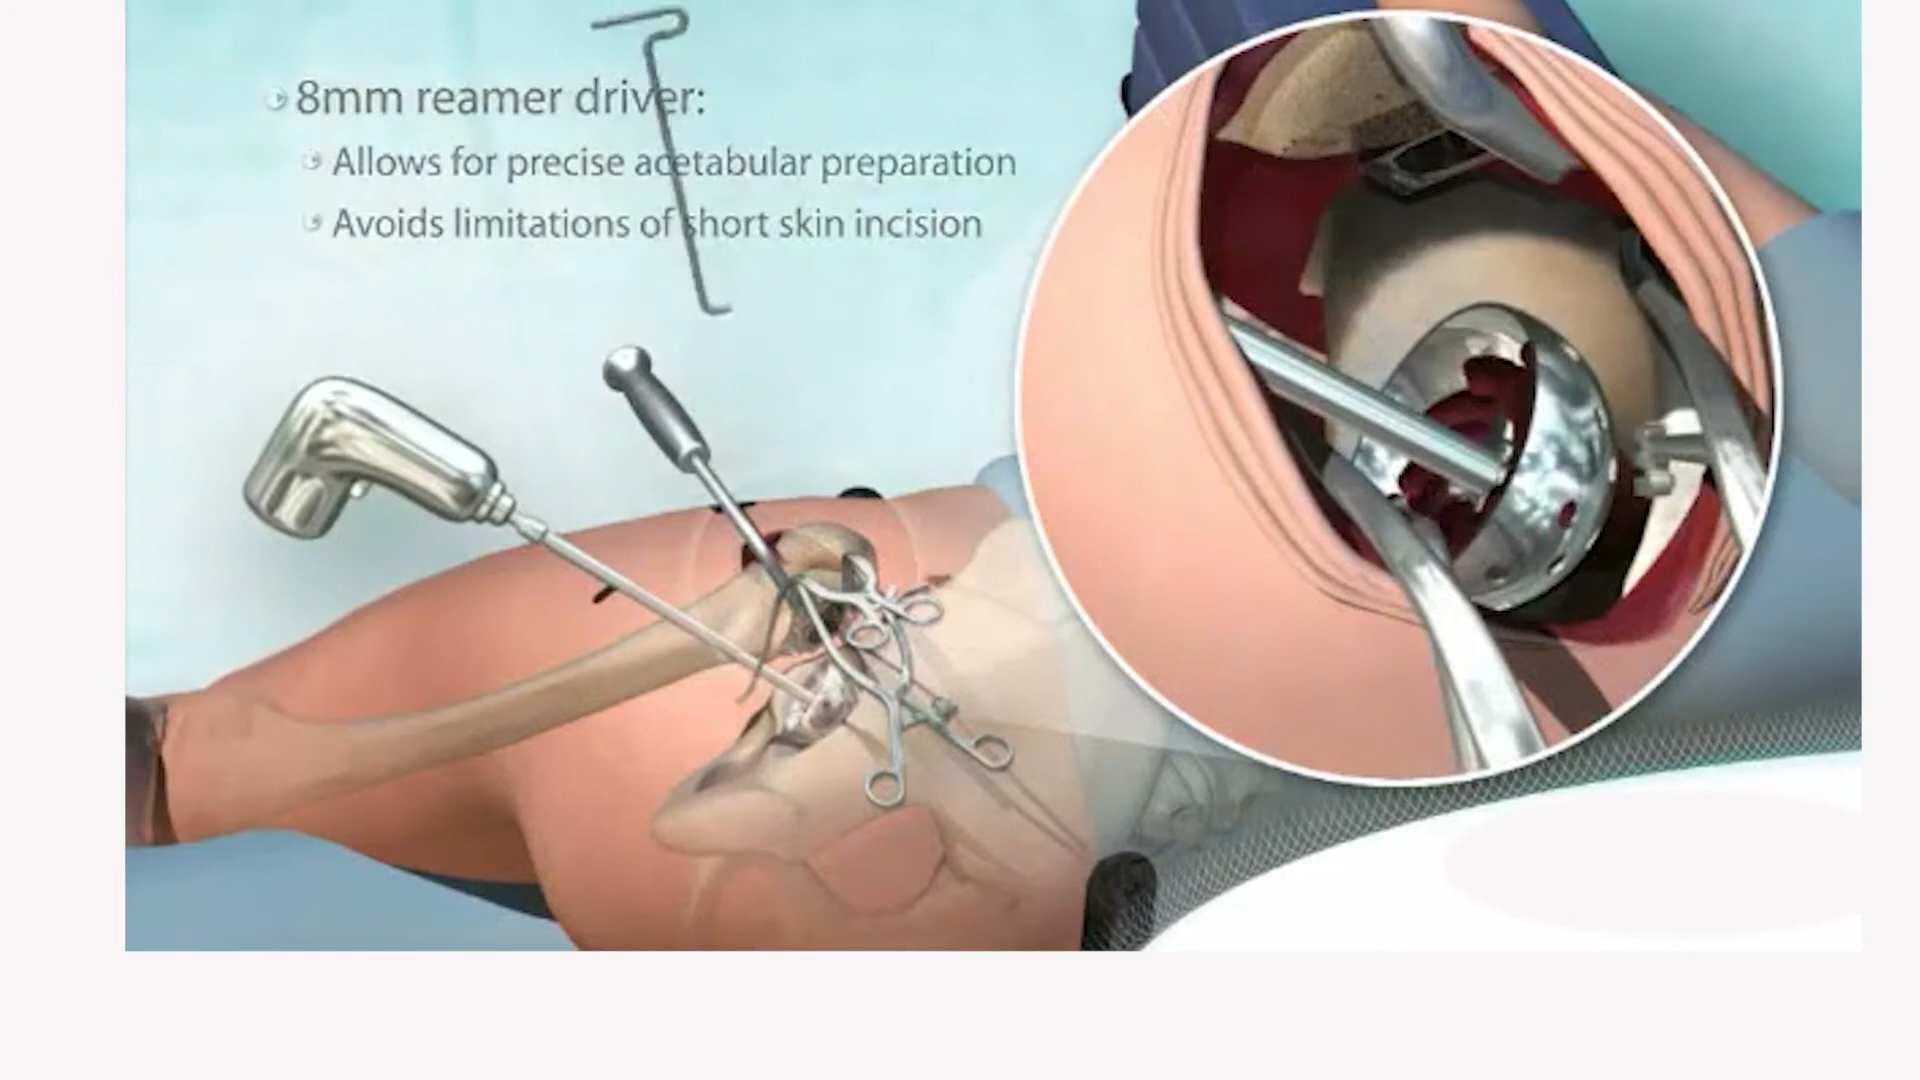 8mm reamer driver:
Allows for precise acetabular preparation
Avoids limitations of short skin incision